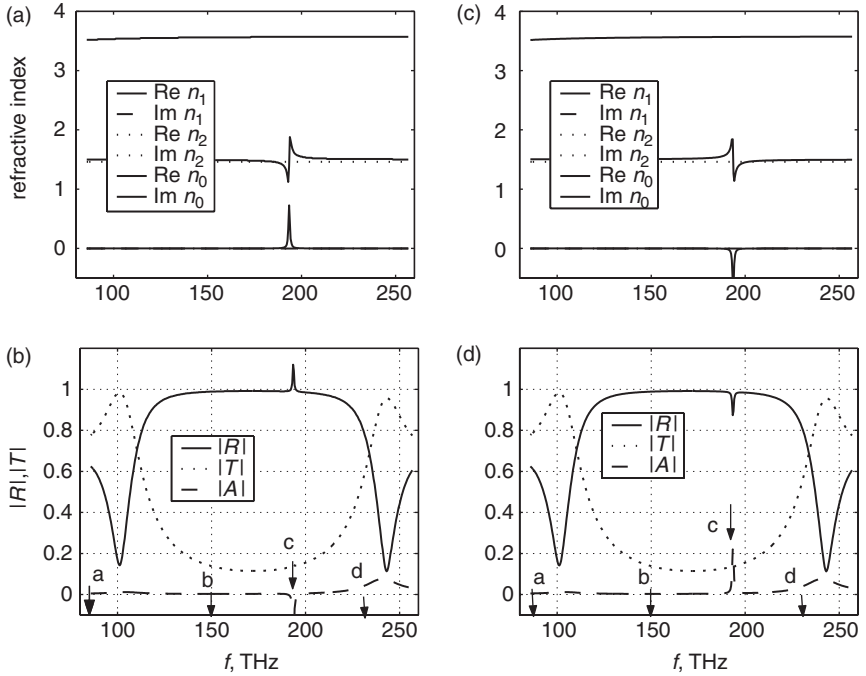 (a)
4
3
2
1
0
refractive index
Re n1
Im n1
Re n2
Im n2
Re n0
Im n0
100
150
200
250
f, THz
(c)
4
3
2
1
0
Re n1
Im n1
Re n2
Im n2
Re n0
Im n0
100
150
200
250
f, THz
(b)
1
0.8
0.6
0.4
0.2
0
|R|,|T|
|R|
|T|
|A|
a
b
c
d
100
150
200
250
f, THz
(d)
1
0.8
0.6
0.4
0.2
0
|R|
|T|
|A|
a
b
c
d
100
150
200
250
f, THz